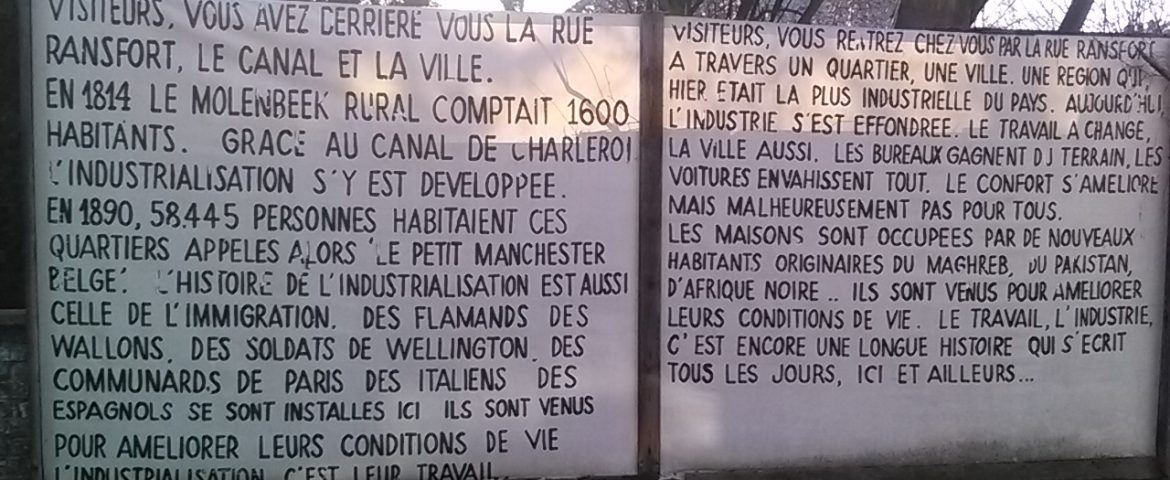 VISITEURS, VOUS AVEZ DERRIERE VOUS LA RUE
RANSFORT, LE CANAL ET LA VILLE.
EN 1814 LE MOLENBEEK RURAL COMPTAIT 1600
HABITANTS. GRACE AU CANAL DE CHARLEROI
L'INDUSTRIALISATION S'Y EST DEVELOPPEE.
EN 1890, 58.445 PERSONNES HABITAIENT CES
QUARTIERS APPELES ALORS 'LE PETIT MANCHESTER
BELGE'. L'HISTOIRE DE L'INDUSTRIALISATION EST AUSSI
CELLE DE L'IMMIGRATION. DES FLAMANDS DES
WALLONS, DES SOLDATS DE WELLINGTON, DES
COMMUNARDS DE PARIS DES ITALIENS DES
ESPAGNOLS SE SONT INSTALLES ICI ILS SONT VENUS
POUR AMELIORER LEURS CONDITIONS DE VIE
L'INDUSTRIALISATION C'EST LEUR TRAVAIL.
VISITEURS, VOUS RENTREZ CHEZ VOUS PAR LA RUE RANSFORT
A TRAVERS UN QUARTIER, UNE VILLE. UNE REGION QUI,
HIER ETAIT LA PLUS INDUSTRIELLE DU PAYS. AUJOURD'HUI
L'INDUSTRIE S'EST EFFONDREE. LE TRAVAIL A CHANGE,
LA VILLE AUSSI. LES BUREAUX GAGNENT DU TERRAIN, LES
VOITURES ENVAHISSENT TOUT. LE CONFORT S'AMELIORE
MAIS MALHEUREUSEMENT PAS POUR TOUS.
LES MAISONS SONT OCCUPEES PAR DE NOUVEAUX
HABITANTS ORIGINAIRES DU MAGHREB, DU PAKISTAN,
D'AFRIQUE NOIRE .. ILS SONT VENUS POUR AMELIORER
LEURS CONDITIONS DE VIE. LE TRAVAIL, L'INDUSTRIE,
C'EST ENCORE UNE LONGUE HISTOIRE QUI S'ECRIT
TOUS LES JOURS, ICI ET AILLEURS...